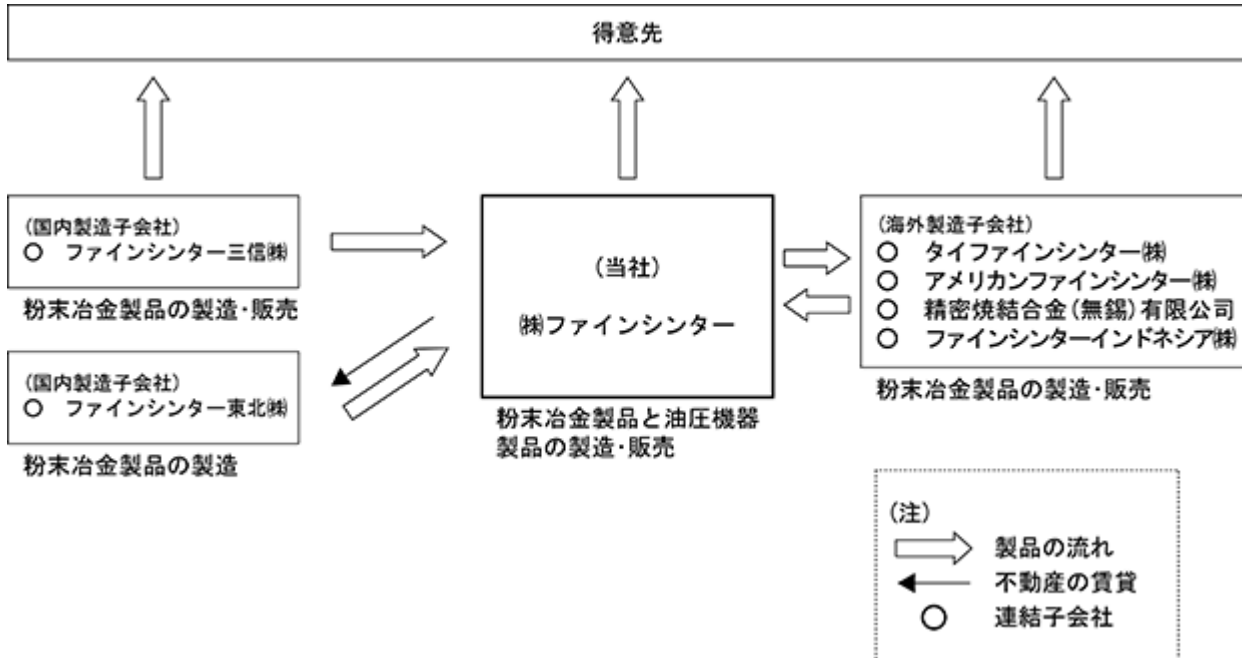 得意先
(国内製造子会社)
○ ファインシンター三信㈱
粉末冶金製品の製造・販売
(国内製造子会社)
○ ファインシンター東北㈱
粉末冶金製品の製造
(当社)
㈱ファインシンター
粉末冶金製品と油圧機器
製品の製造・販売
(海外製造子会社)
○ タイファインシンター㈱
○ アメリカンファインシンター㈱
○ 精密焼結合金(無錫)有限公司
○ ファインシンターインドネシア㈱
粉末冶金製品の製造・販売
(注)
製品の流れ
不動産の賃貸
○ 連結子会社